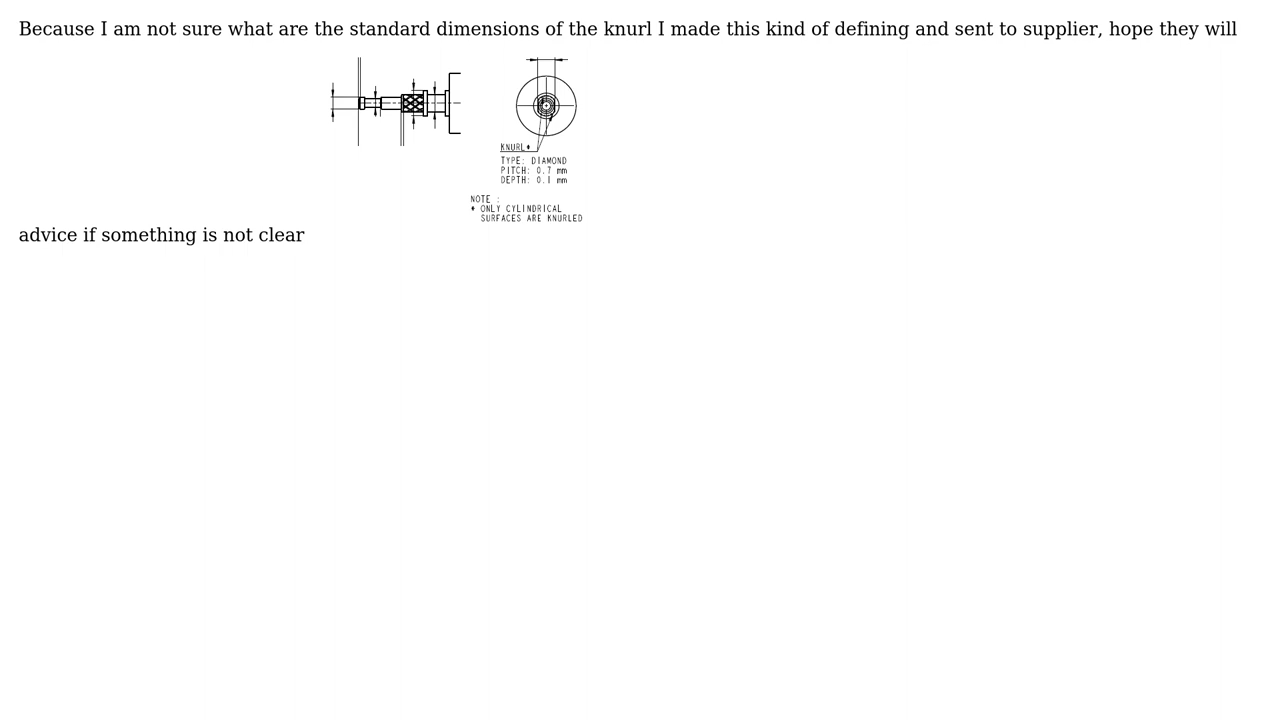 Because I am not sure what are the standard dimensions of the knurl I made this kind of defining and sent to supplier, hope they will
KNURL*
TYPE: DIAMOND
PITCH: 0.7 mm
DEPTH: 0.1 mm
NOTE :
* ONLY CYLINDRICAL
SURFACES ARE KNURLED
advice if something is not clear